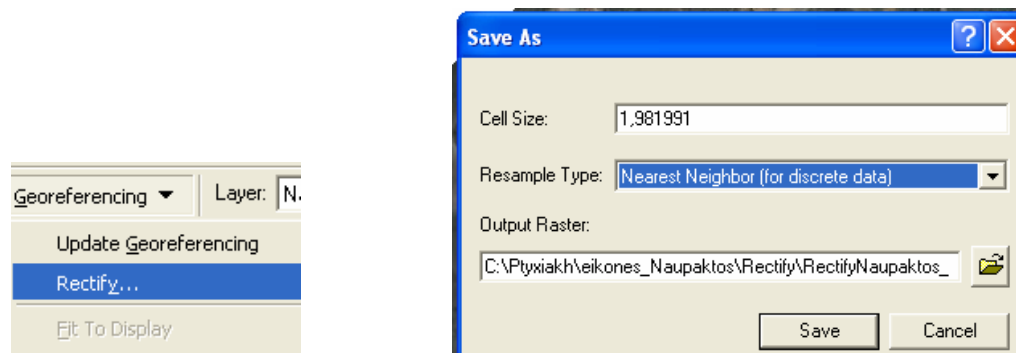 Georeferencing Layer: N
Update Georeferencing
Rectify...
Fit To Display
Save As
Cell Size: 1,981991
Resample Type: Nearest Neighbor (for discrete data)
Output Raster:
C:\Ptyxiakh\eikones_Naupaktos\Rectify\RectifyNaupaktos_
Save Cancel